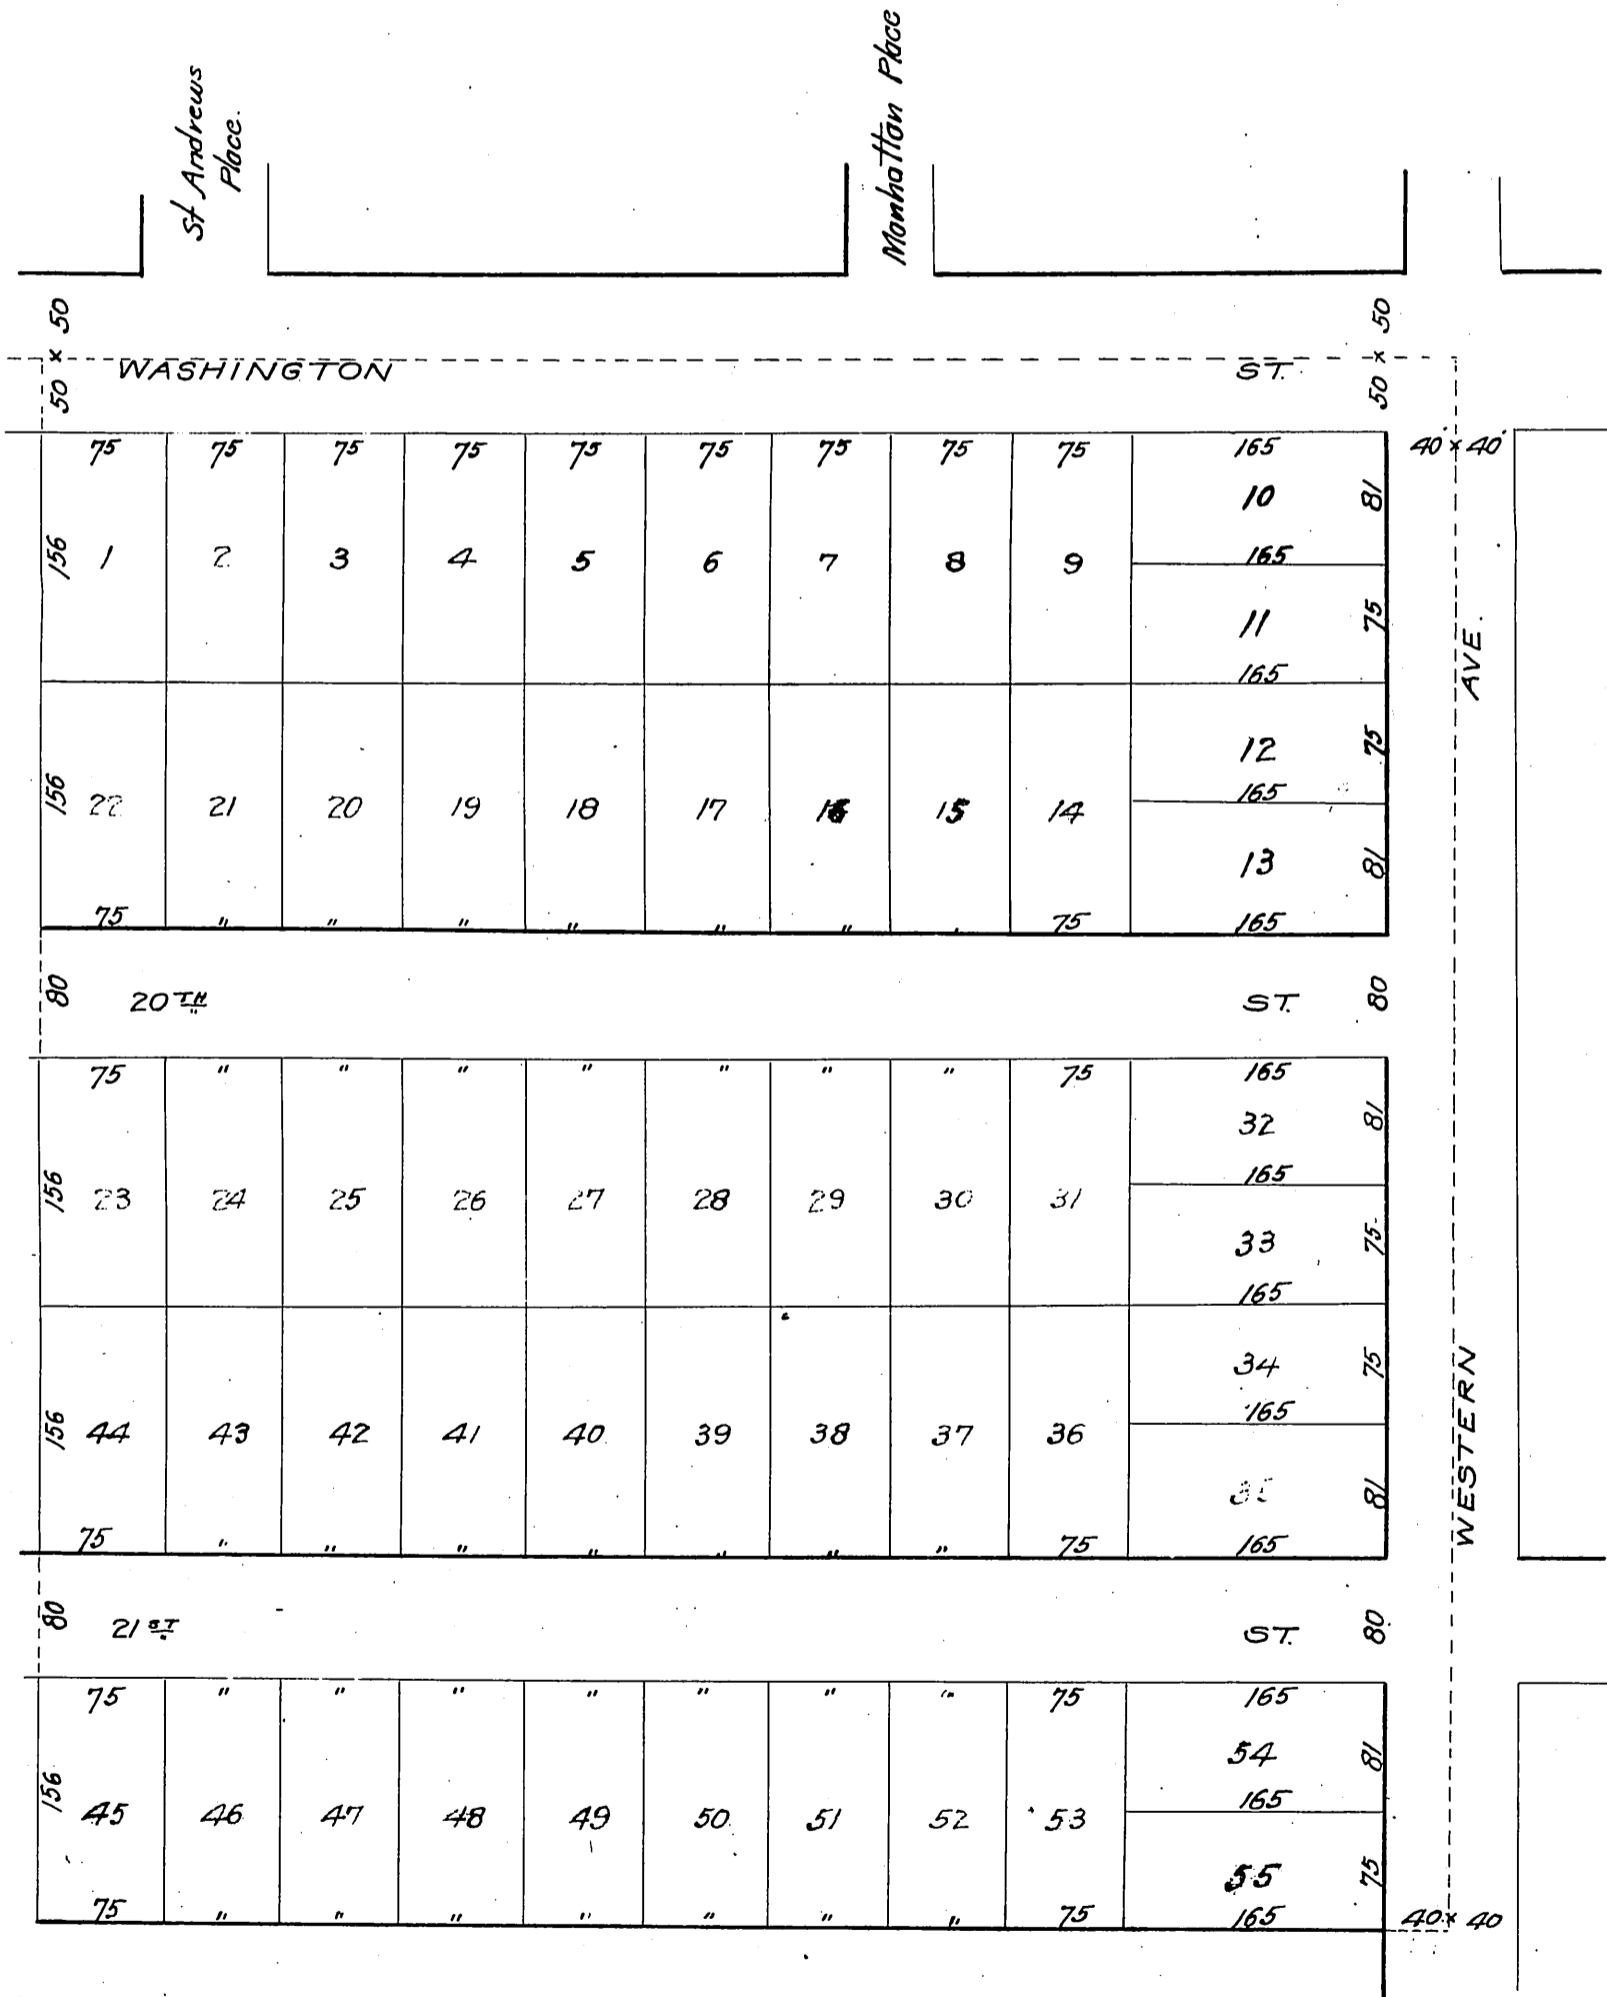 St Andrews
Place.
Manhattan Place
50 × 50
50 × 50
WASHINGTON ST.
75 75 75 75 75 75 75 75 75 165
40 × 40
10 81
156 1 2 3 4 5 6 7 8 9 165
11 75
165
AVE.
12 75
156 22 21 20 19 18 17 16 15 14 165
13 81
75 " " " " " " 75 165
80 20TH ST. 80
75 " " " " " " " 75 165
32 81
165
156 23 24 25 26 27 28 29 30 31
33 75
165
34 75
165
156 44 43 42 41 40 39 38 37 36
81
75 " " " " " " " 75 165
WESTERN
80 21ST ST. 80
75 " " " " " " " 75 165
54 81
165
156 45 46 47 48 49 50 51 52 53
55 75
75 " " " " " " " 75 165
40 × 40